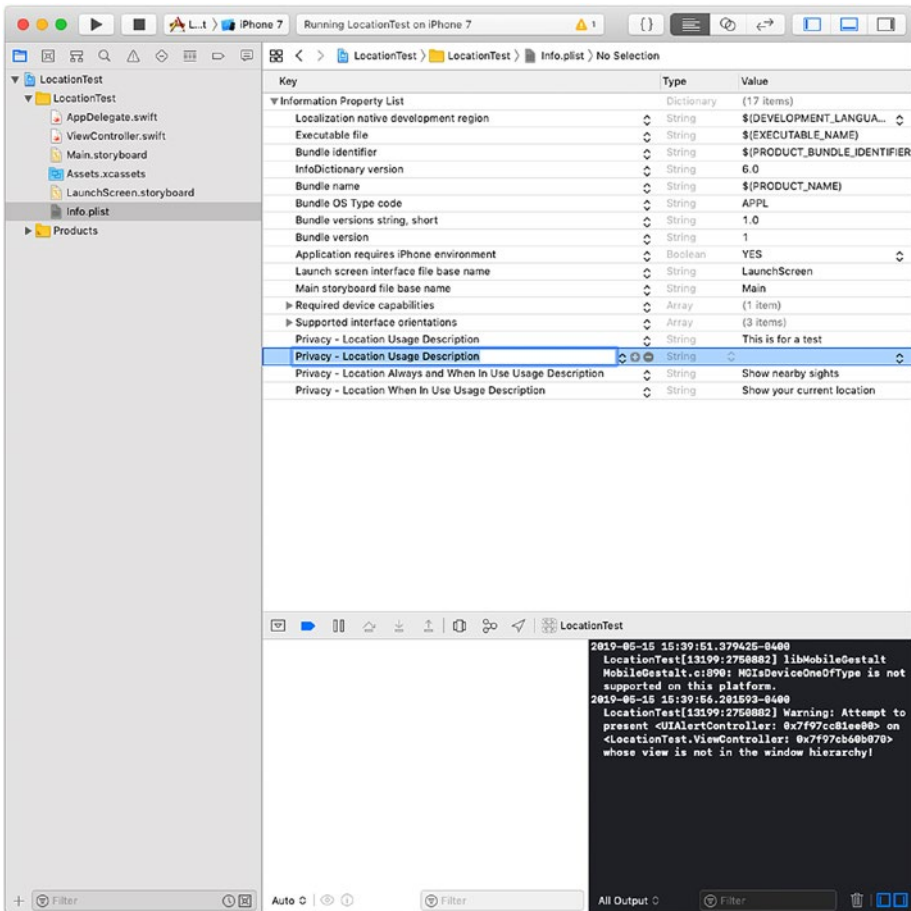 L...t 〉 iPhone 7
Running LocationTest on iPhone 7
1
LocationTest 〉 LocationTest 〉 Info.plist 〉 No Selection
LocationTest
LocationTest
AppDelegate.swift
ViewController.swift
Main.storyboard
Assets.xcassets
LaunchScreen.storyboard
Info.plist
Products
Key Type Value
Information Property List Dictionary (17 items)
Localization native development region String $(DEVELOPMENT_LANGUA...
Executable file String $(EXECUTABLE_NAME)
Bundle identifier String $(PRODUCT_BUNDLE_IDENTIFIER
InfoDictionary version String 6.0
Bundle name String $(PRODUCT_NAME)
Bundle OS Type code String APPL
Bundle versions string, short String 1.0
Bundle version String 1
Application requires iPhone environment Boolean YES
Launch screen interface file base name String LaunchScreen
Main storyboard file base name String Main
Required device capabilities Array (1 item)
Supported interface orientations Array (3 items)
Privacy - Location Usage Description String This is for a test
Privacy - Location Usage Description String
Privacy - Location Always and When In Use Usage Description String Show nearby sights
Privacy - Location When In Use Usage Description String Show your current location
LocationTest
2019-05-15 15:39:51.379425-0400
LocationTest[13199:2750882] libMobileGestalt
MobileGestalt.c:890: MGIsDeviceOneOfType is not
supported on this platform.
2019-05-15 15:39:56.201593-0400
LocationTest[13199:2750882] Warning: Attempt to
present <UIAlertController: 0x7f97cc81ee00> on
<LocationTest.ViewController: 0x7f97cb60b070>
whose view is not in the window hierarchy!
Filter
Auto
Filter
All Output
Filter